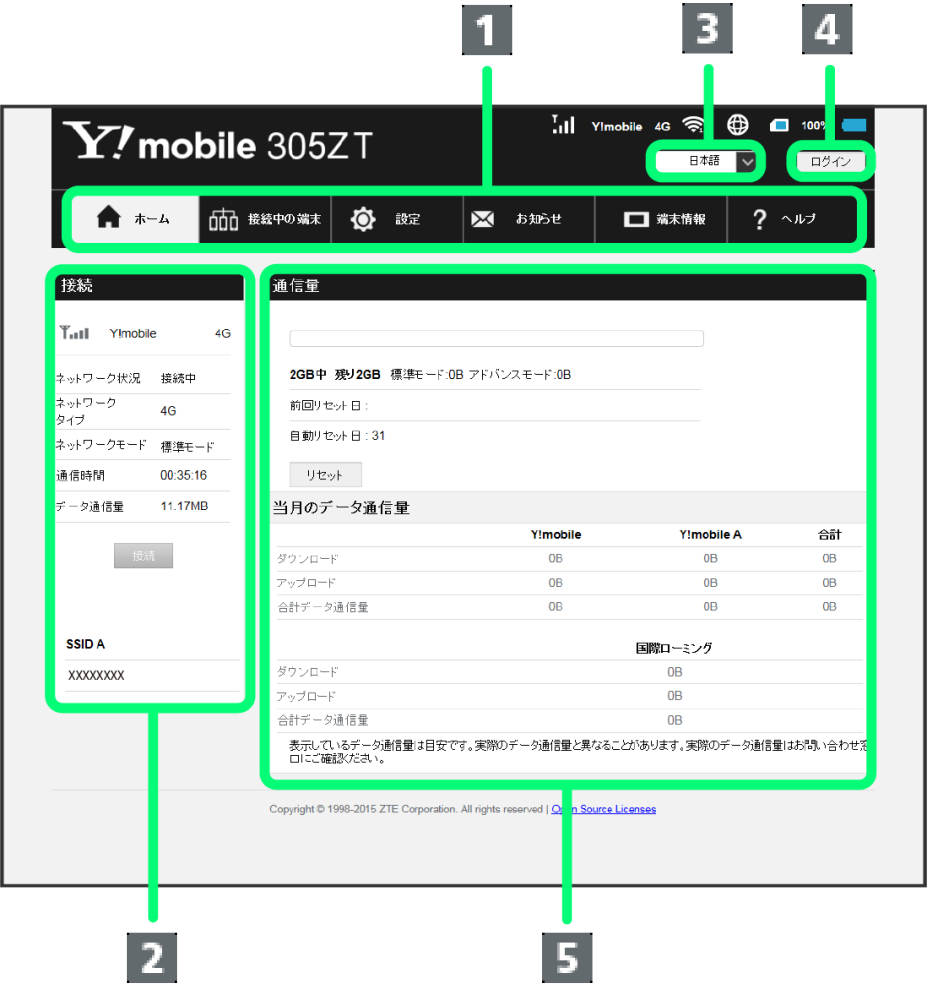 1
3
4
Y! mobile 305ZT
Y!mobile 4G 100%
日本語
ログイン
ホーム
接続中の端末
設定
お知らせ
端末情報
? ヘルプ
接続
Y!mobile 4G
ネットワーク状況 接続中
ネットワーク
タイプ
4G
ネットワークモード 標準モード
通信時間 00:35:16
データ通信量 11.17MB
接続
SSID A
XXXXXXXX
通信量
2GB中 残り2GB 標準モード:0B アドバンスモード:0B
前回リセット日 :
自動リセット日 : 31
リセット
当月のデータ通信量
Y!mobile Y!mobile A 合計
ダウンロード 0B 0B 0B
アップロード 0B 0B 0B
合計データ通信量 0B 0B 0B
国際ローミング
ダウンロード 0B
アップロード 0B
合計データ通信量 0B
表示しているデータ通信量は目安です。実際のデータ通信量と異なることがあります。実際のデータ通信量はお問い合わせ窓
口にご確認ください。
Copyright © 1998-2015 ZTE Corporation. All rights reserved | Open Source Licenses
2
5